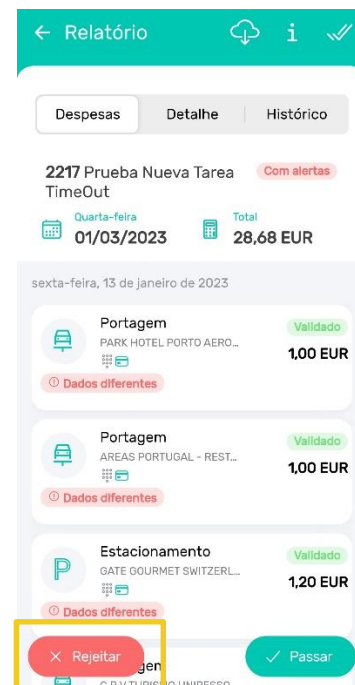 Relatório
Despesas Detalhe Histórico
2217 Prueba Nueva Tarea Com alertas
TimeOut
Quarta-feira Total
01/03/2023 28,68 EUR
sexta-feira, 13 de janeiro de 2023
Portagem Validado
PARK HOTEL PORTO AERO...
1,00 EUR
Dados diferentes
Portagem Validado
AREAS PORTUGAL - REST...
1,00 EUR
Dados diferentes
P Estacionamento Validado
GATE GOURMET SWITZERL...
1,20 EUR
Dados diferentes
Rejeitar Passar